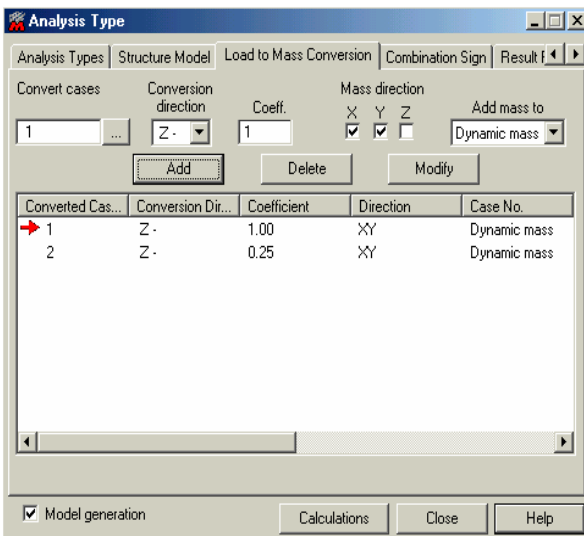 Analysis Type
Analysis Types Structure Model Load to Mass Conversion Combination Sign Result F
Convert cases Conversion direction Coeff. Mass direction X Y Z Add mass to
1 ... Z - 1 Dynamic mass
Add Delete Modify
Converted Cas... Conversion Dir... Coefficient Direction Case No.
1 Z - 1.00 XY Dynamic mass
2 Z - 0.25 XY Dynamic mass
Model generation Calculations Close Help